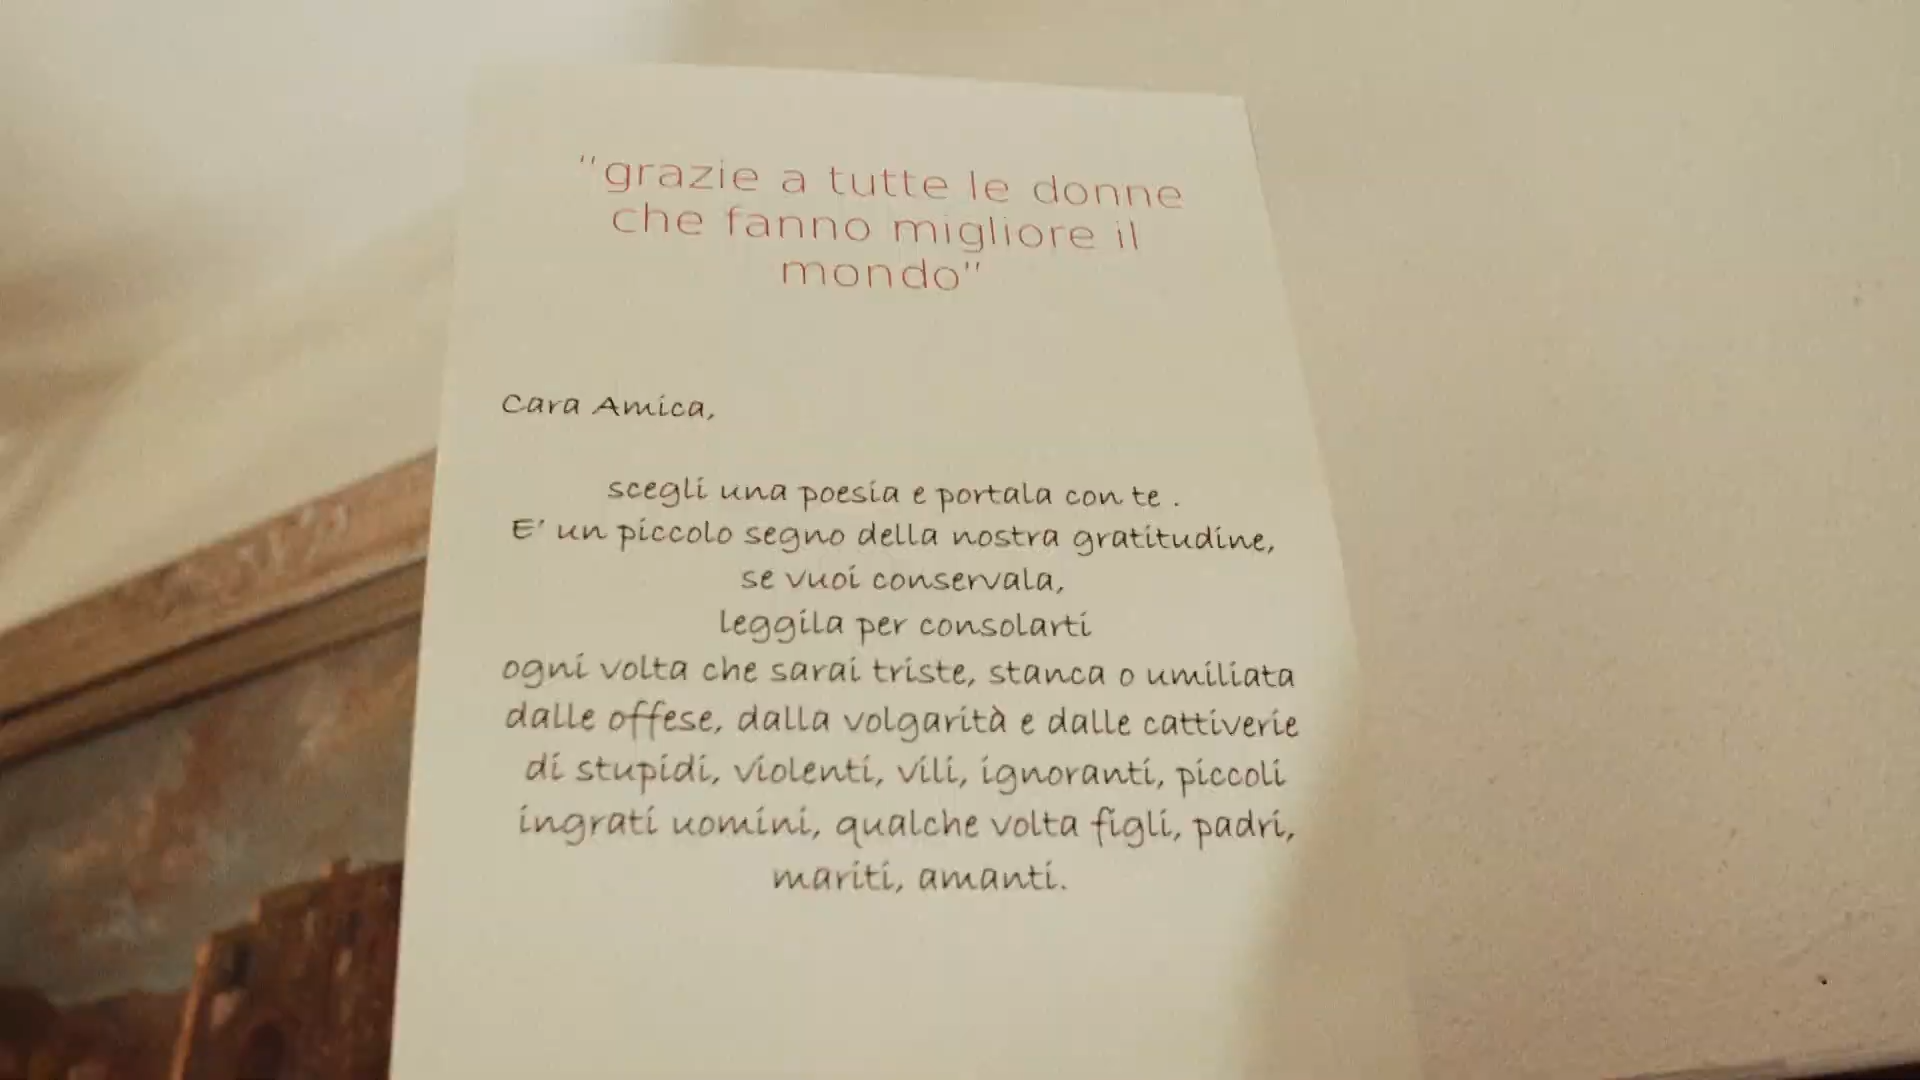 "grazie a tutte le donne
che fanno migliore il
mondo"
Cara Amica,
scegli una poesia e portala con te .
E' un piccolo segno della nostra gratitudine,
se vuoi conservala,
leggila per consolarti
ogni volta che sarai triste, stanca o umiliata
dalle offese, dalla volgarità e dalle cattiverie
di stupidi, violenti, vili, ignoranti, piccoli
ingrati uomini, qualche volta figli, padri,
mariti, amanti.